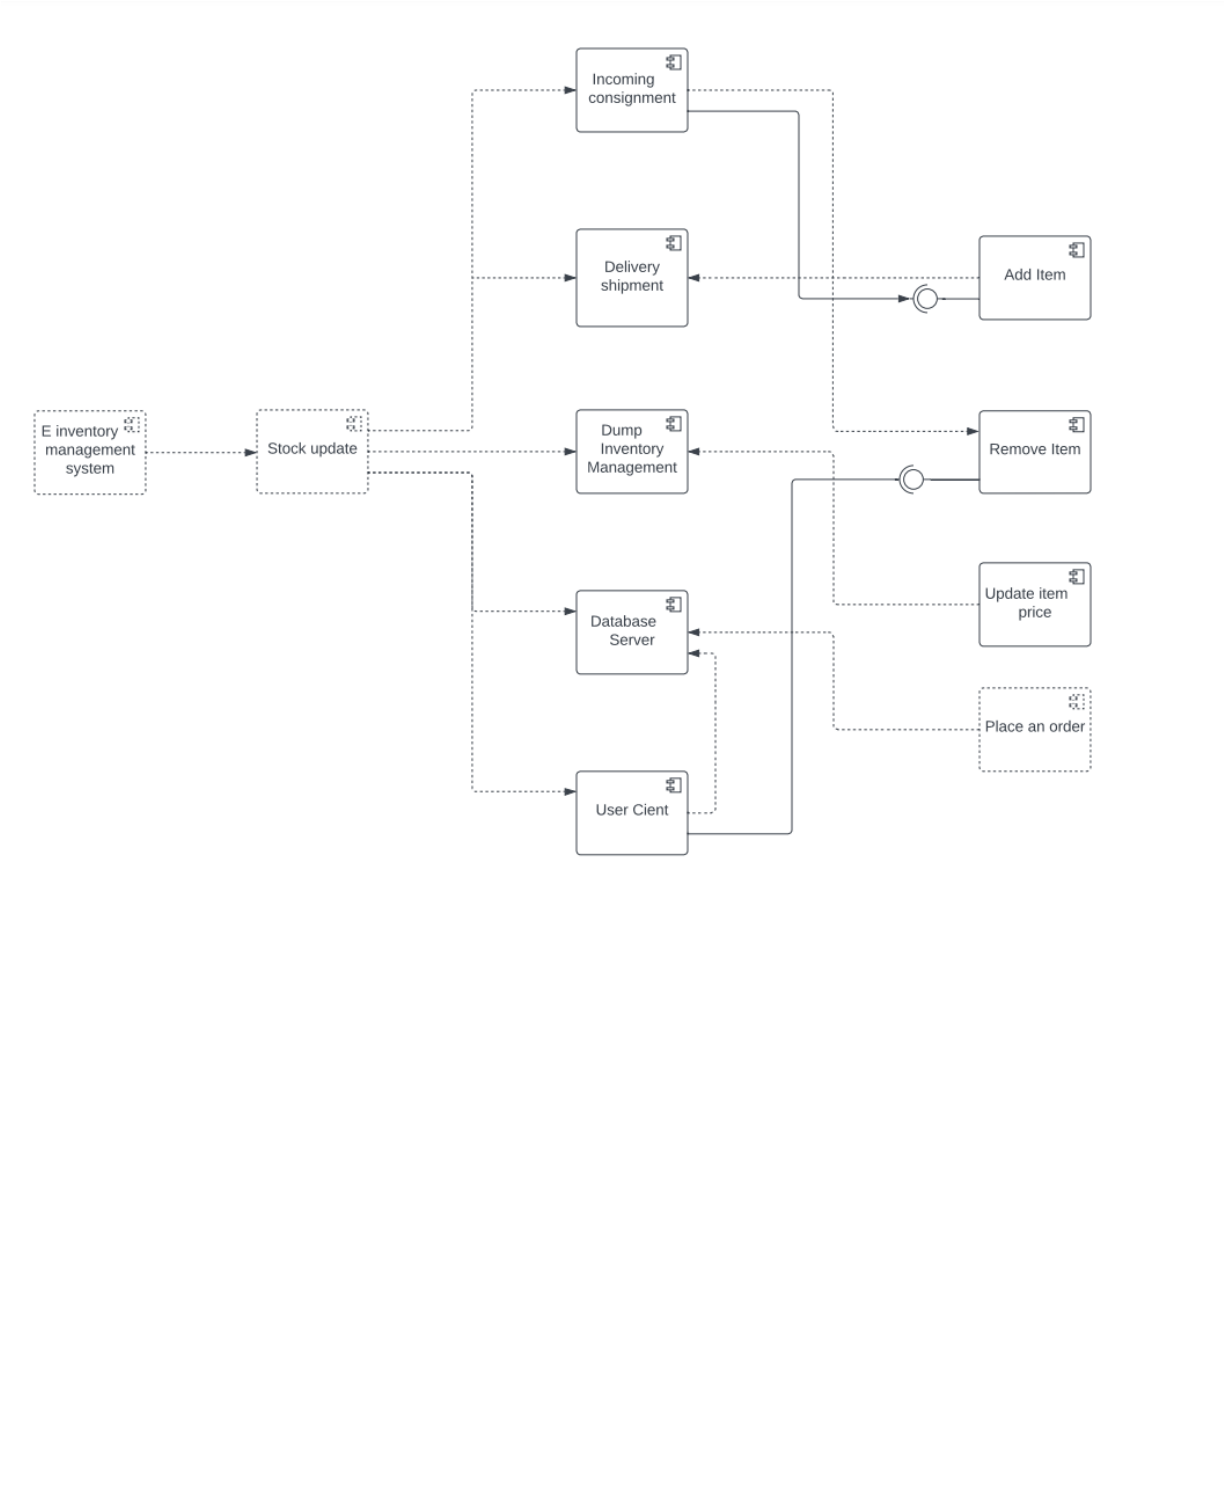 Incoming
consignment
Delivery
shipment
Add Item
E inventory
management
system
Stock update
Dump
Inventory
Management
Remove Item
Database
Server
Update item
price
Place an order
User Cient